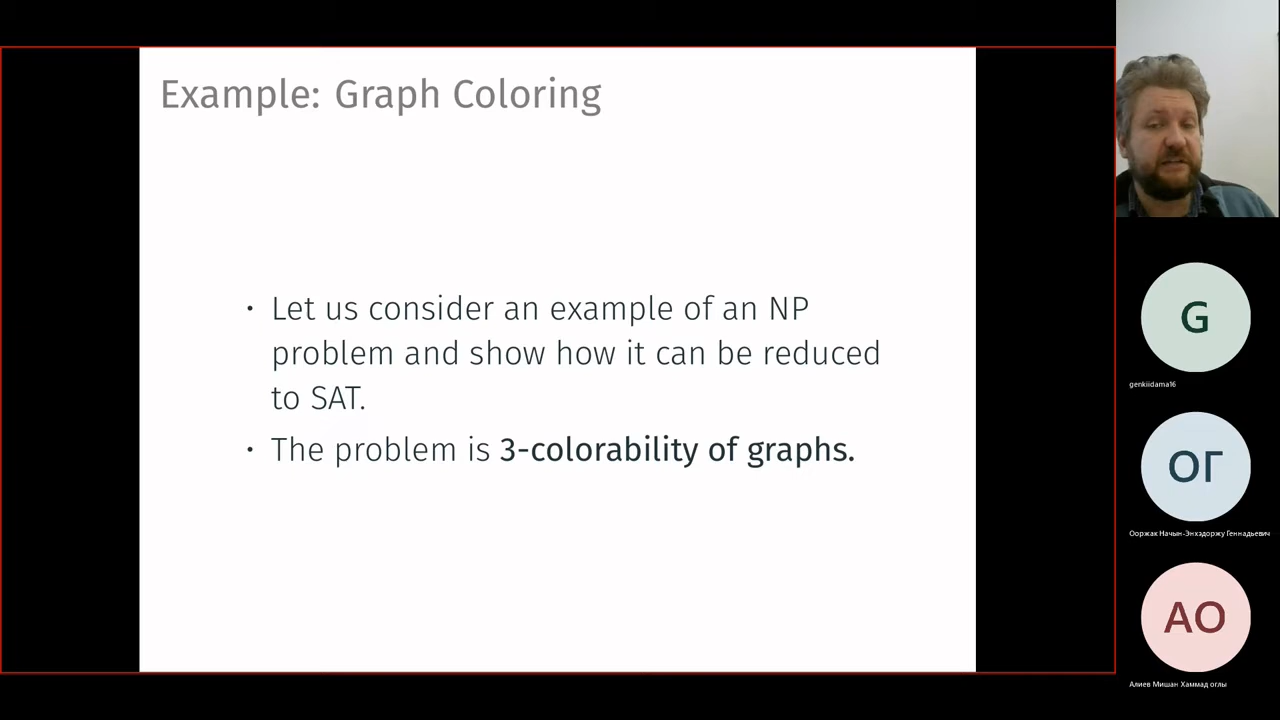 Example: Graph Coloring
• Let us consider an example of an NP
problem and show how it can be reduced
to SAT.
• The problem is 3-colorability of graphs.
G
genkiidama16
ОГ
Ооржак Начын-Энхэдоржу Геннадьевич
АО
Алиев Мишан Хаммад оглы